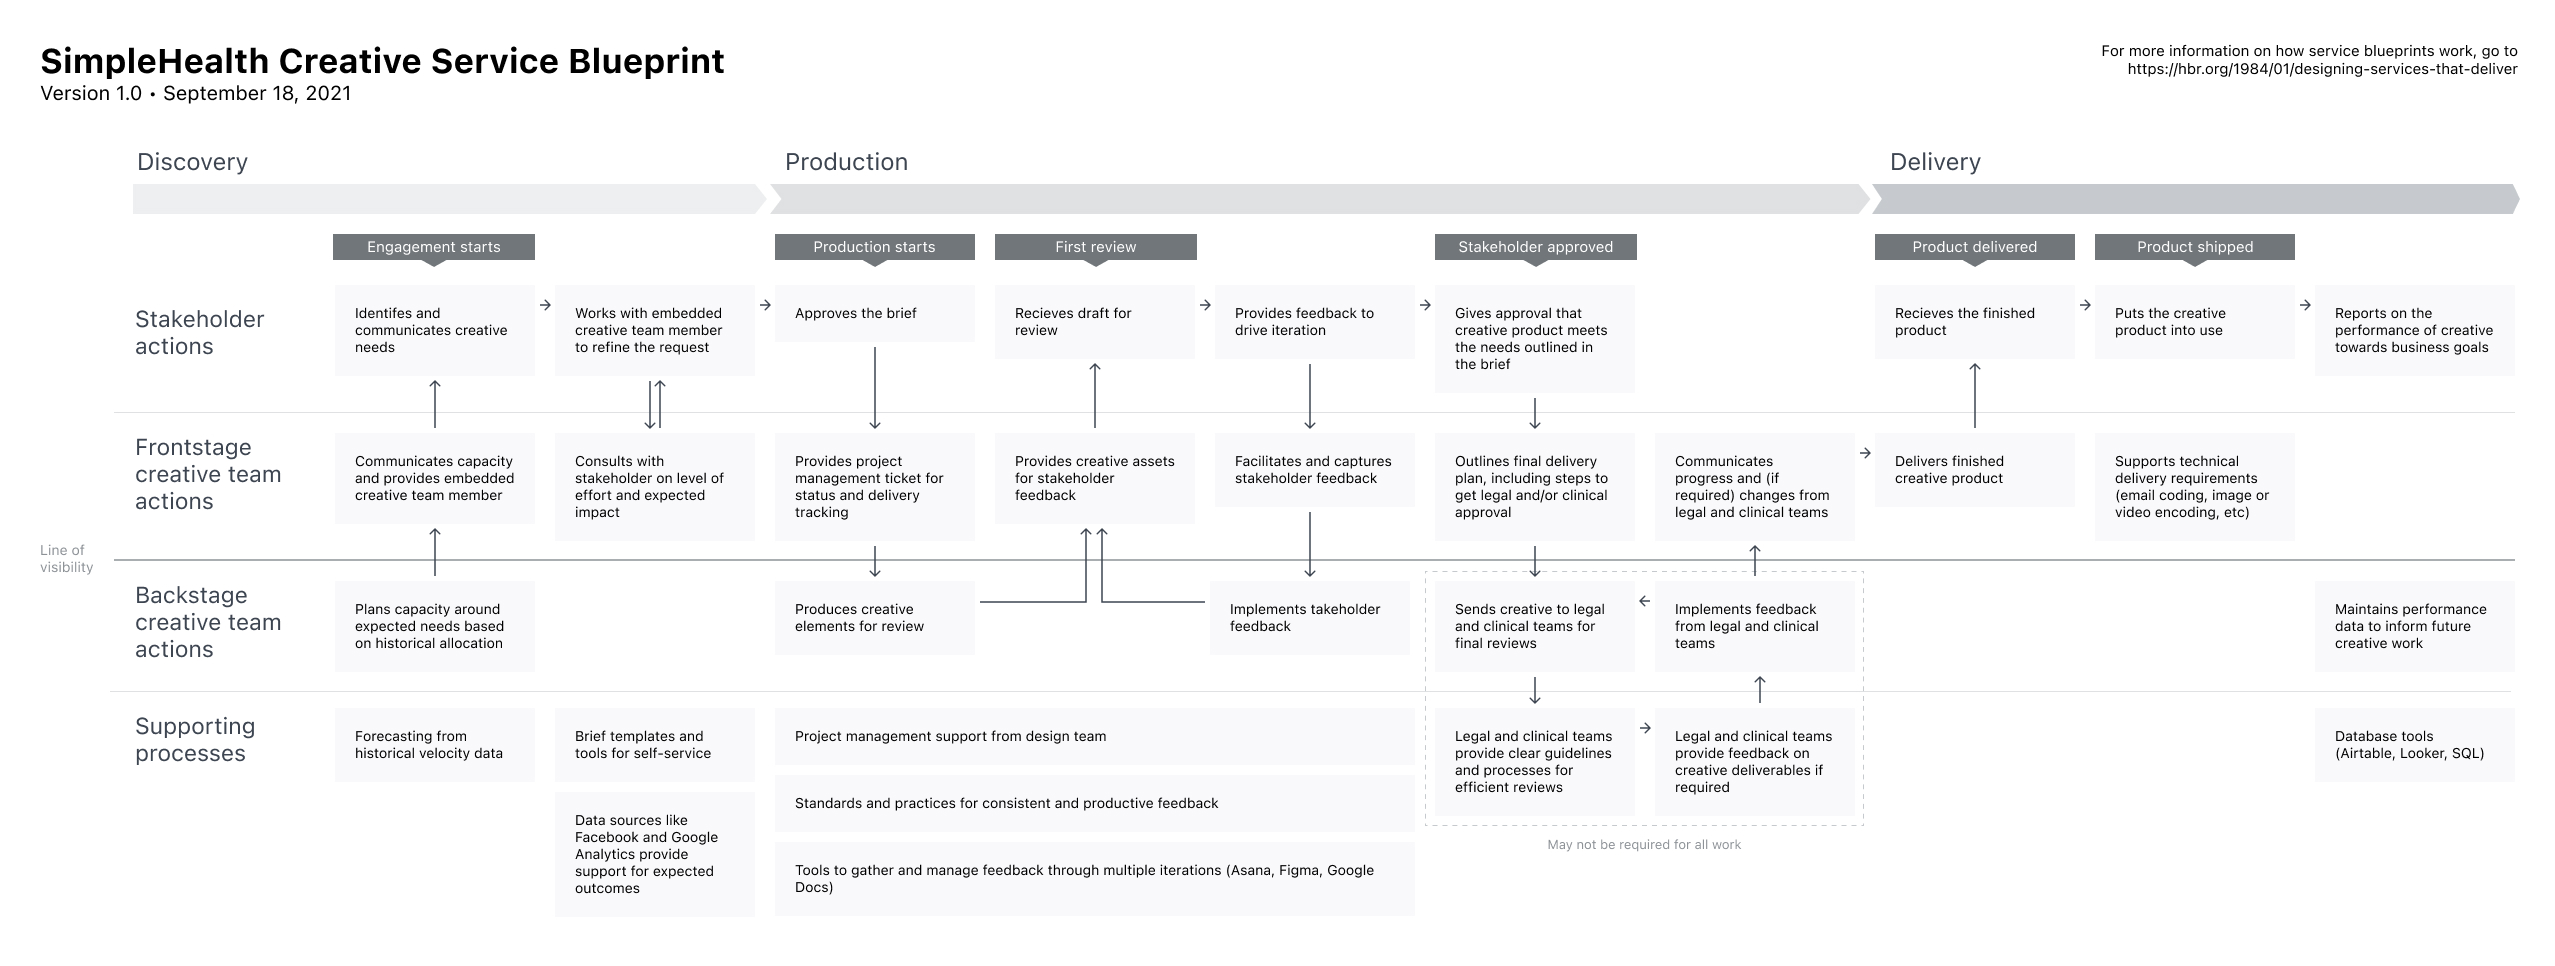 SimpleHealth Creative Service Blueprint
Version 1.0 • September 18, 2021
For more information on how service blueprints work, go to
https://hbr.org/1984/01/designing-services-that-deliver
Discovery
Production
Delivery
Engagement starts
Production starts
First review
Stakeholder approved
Product delivered
Product shipped
Stakeholder
actions
Identifes and
communicates creative
needs
Works with embedded
creative team member
to refine the request
Approves the brief
Recieves draft for
review
Provides feedback to
drive iteration
Gives approval that
creative product meets
the needs outlined in
the brief
Recieves the finished
product
Puts the creative
product into use
Reports on the
performance of creative
towards business goals
Frontstage
creative team
actions
Communicates capacity
and provides embedded
creative team member
Consults with
stakeholder on level of
effort and expected
impact
Provides project
management ticket for
status and delivery
tracking
Provides creative assets
for stakeholder
feedback
Facilitates and captures
stakeholder feedback
Outlines final delivery
plan, including steps to
get legal and/or clinical
approval
Communicates
progress and (if
required) changes from
legal and clinical teams
Delivers finished
creative product
Supports technical
delivery requirements
(email coding, image or
video encoding, etc)
Line of
visibility
Backstage
creative team
actions
Plans capacity around
expected needs based
on historical allocation
Produces creative
elements for review
Implements takeholder
feedback
Sends creative to legal
and clinical teams for
final reviews
Implements feedback
from legal and clinical
teams
Maintains performance
data to inform future
creative work
Supporting
processes
Forecasting from
historical velocity data
Brief templates and
tools for self-service
Data sources like
Facebook and Google
Analytics provide
support for expected
outcomes
Project management support from design team
Standards and practices for consistent and productive feedback
Tools to gather and manage feedback through multiple iterations (Asana, Figma, Google
Docs)
Legal and clinical teams
provide clear guidelines
and processes for
efficient reviews
Legal and clinical teams
provide feedback on
creative deliverables if
required
Database tools
(Airtable, Looker, SQL)
May not be required for all work